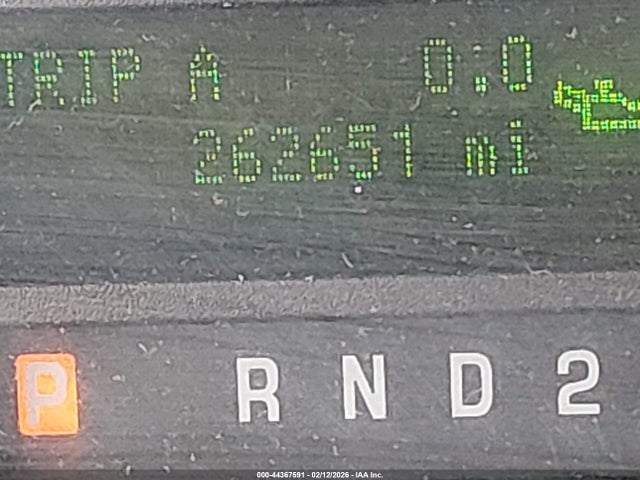 TRIP A 0.0
262651 mi
P R N D 2
000-44367591 - 02/12/2026 - IAA Inc.